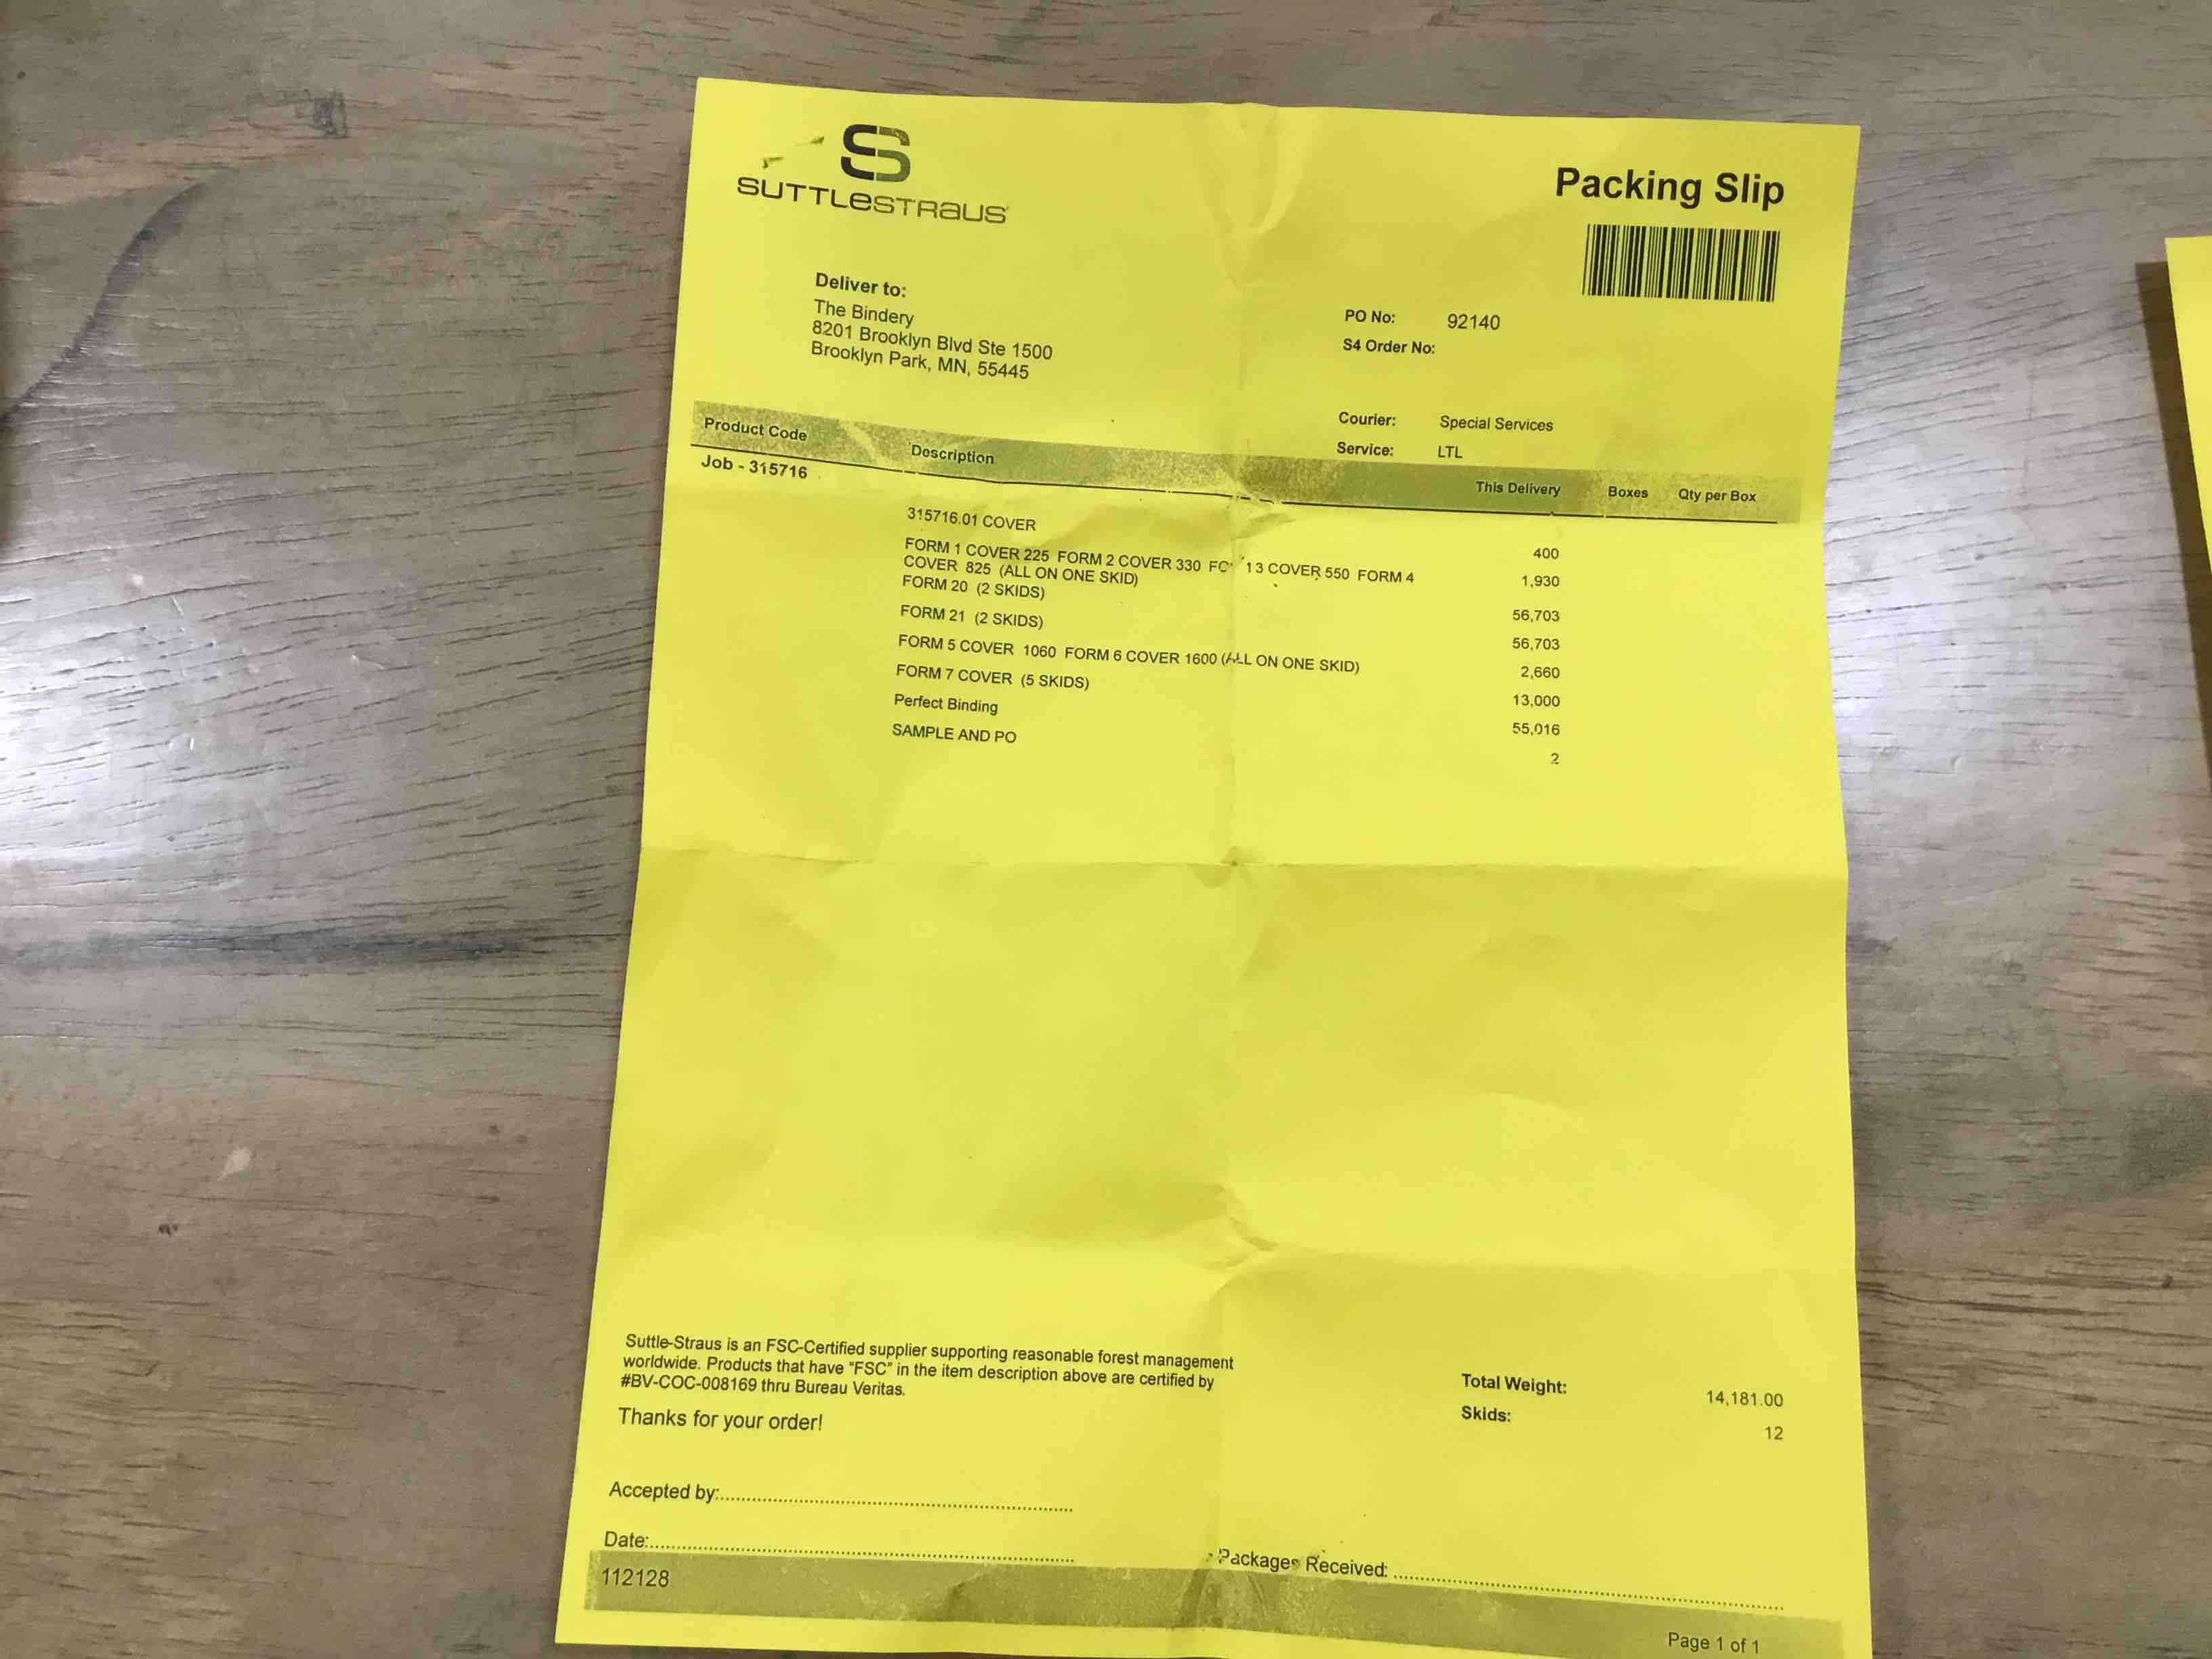 SUTTLESTRAUS
Packing Slip
Deliver to:
The Bindery
8201 Brooklyn Blvd Ste 1500
Brooklyn Park, MN, 55445
PO No: 92140
S4 Order No:
Courier: Special Services
Service: LTL
Product Code Description This Delivery Boxes Qty per Box
Job - 315716
315716.01 COVER 400
FORM 1 COVER 225 FORM 2 COVER 330 COVER 550 FORM 4 1,930
COVER 825 (ALL ON ONE SKID)
FORM 20 (2 SKIDS) 56,703
FORM 21 (2 SKIDS) 56,703
FORM 5 COVER 1060 FORM 6 COVER 1600 (ALL ON ONE SKID) 2,660
FORM 7 COVER (5 SKIDS) 13,000
Perfect Binding 55,016
SAMPLE AND PO 2
Suttle-Straus is an FSC-Certified supplier supporting reasonable forest management
worldwide. Products that have "FSC" in the item description above are certified by
#BV-COC-008169 thru Bureau Veritas.
Thanks for your order!
Total Weight: 14,181.00
Skids: 12
Accepted by:
Date:
Packages Received:
112128
Page 1 of 1